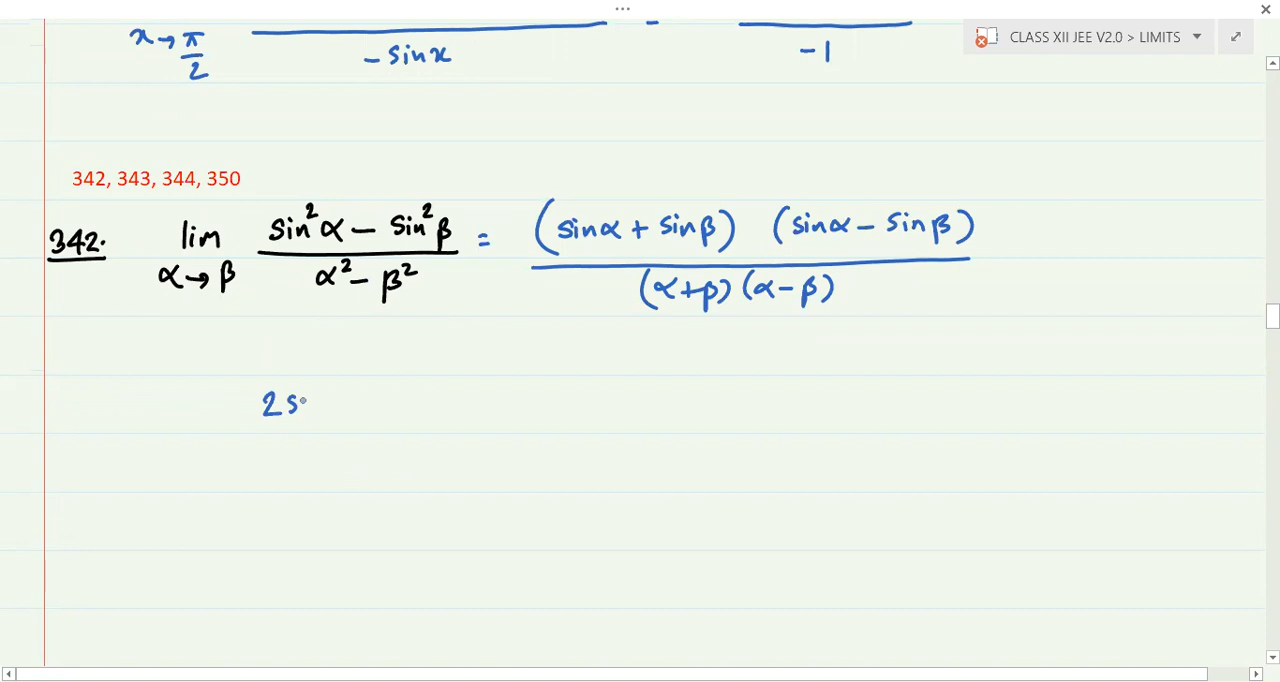 ...
CLASS XII JEE V2.0 > LIMITS
x→π/2
-sinx
-
-1
342, 343, 344, 350
342. lim α→β (sin²α - sin²β)/(α² - β²) = (sinα + sinβ) (sinα - sinβ)/(α+β)(α-β)
2s